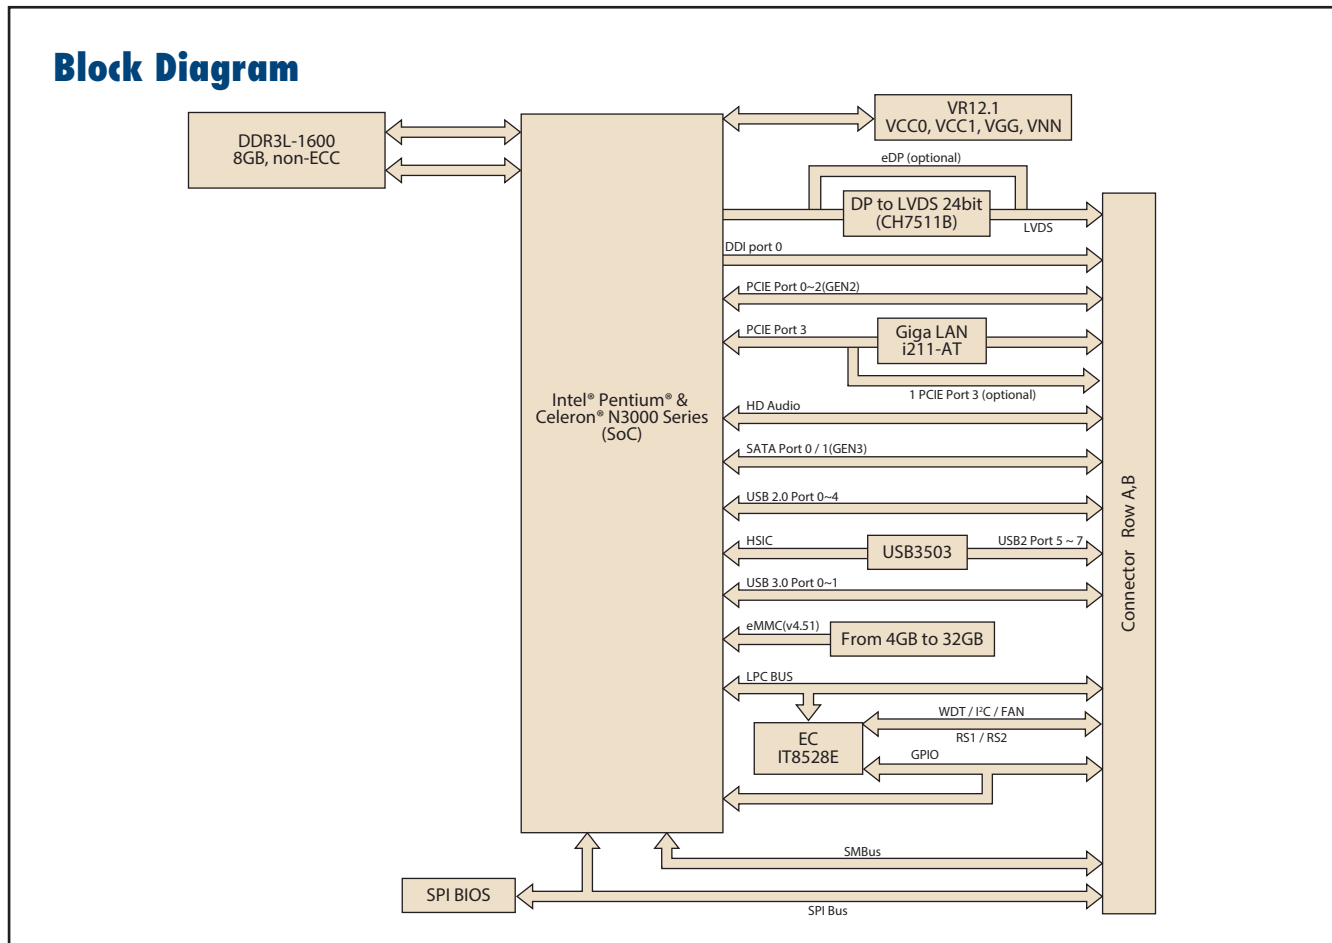 Block Diagram
DDR3L-1600
8GB, non-ECC
VR12.1
VCC0, VCC1, VGG, VNN
eDP (optional)
DP to LVDS 24bit
(CH7511B)
LVDS
DDI port 0
PCIE Port 0~2(GEN2)
PCIE Port 3
Giga LAN
i211-AT
1 PCIE Port 3 (optional)
Intel® Pentium® &
Celeron® N3000 Series
(SoC)
HD Audio
SATA Port 0 / 1(GEN3)
USB 2.0 Port 0~4
HSIC
USB3503
USB2 Port 5 ~ 7
USB 3.0 Port 0~1
eMMC(v4.51)
From 4GB to 32GB
LPC BUS
EC
IT8528E
WDT / I²C / FAN
RS1 / RS2
GPIO
Connector Row A,B
SMBus
SPI BIOS
SPI Bus